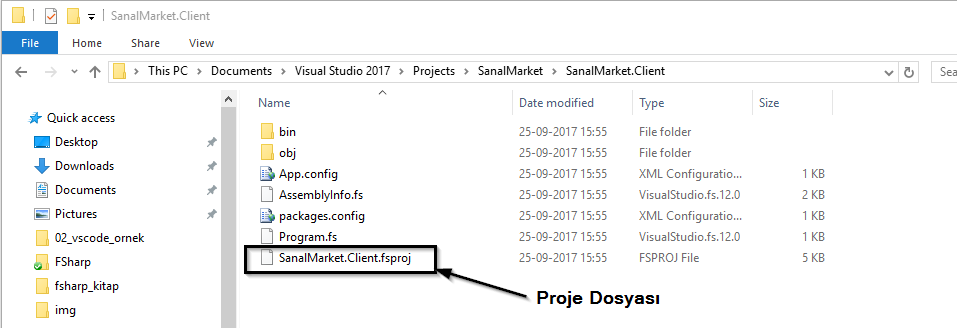 SanalMarket.Client
File Home Share View
This PC Documents Visual Studio 2017 Projects SanalMarket SanalMarket.Client Sea
Name Date modified Type Size
Quick access
Desktop
Downloads
Documents
Pictures
02_vscode_ornek
FSharp
fsharp_kitap
img
bin 25-09-2017 15:55 File folder
obj 25-09-2017 15:55 File folder
App.config 25-09-2017 15:55 XML Configuratio... 1 KB
AssemblyInfo.fs 25-09-2017 15:55 VisualStudio.fs.12.0 2 KB
packages.config 25-09-2017 15:55 XML Configuratio... 1 KB
Program.fs 25-09-2017 15:55 VisualStudio.fs.12.0 1 KB
SanalMarket.Client.fsproj 25-09-2017 15:55 FSPROJ File 5 KB
Proje Dosyası